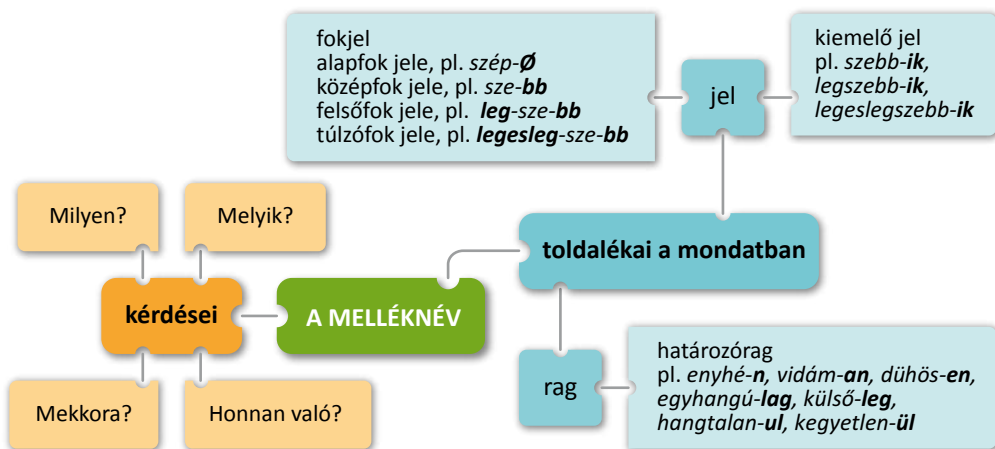 fokjel
alapfok jele, pl. szép-Ø
középfok jele, pl. sze-bb
felsőfok jele, pl. leg-sze-bb
túlzófok jele, pl. legesleg-sze-bb
jel
kiemelő jel
pl. szebb-ik,
legszebb-ik,
legeslegszebb-ik
Milyen?
Melyik?
toldalékai a mondatban
kérdései
A MELLÉKNÉV
Mekkora?
Honnan való?
rag
határozórag
pl. enyhé-n, vidám-an, dühös-en,
egyhangú-lag, külső-leg,
hangtalan-ul, kegyetlen-ül